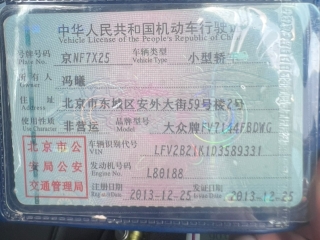 中华人民共和国机动车行驶证
Vehicle License of the People's Republic of China
号牌号码 京NF7X25 车辆类型 小型轿
Plate No. Vehicle Type
所有人 冯曦
Owner
住址 北京市东城区安外大街59号楼2号
Address
使用性质 非营运 品牌型号 大众牌FV7144FBDWG
Use Character Model
北京市公 车辆识别代号 LFV2B21K1D3589331
VIN
安局公安 发动机号码 LB0188
Engine No.
交通管理局 注册日期 2013-12-25 发证日期 2013-12-25
Register Date Issue Date